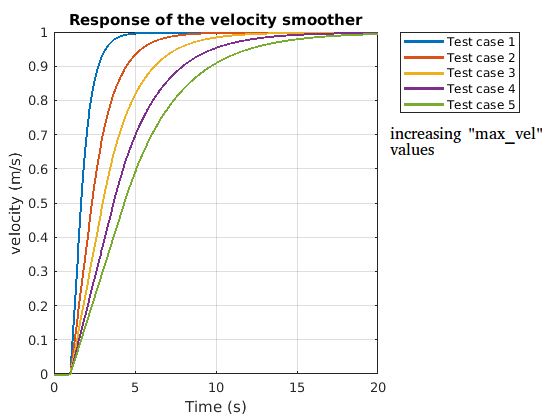 Response of the velocity smoother
1
0.9
0.8
0.7
0.6
0.5
0.4
0.3
0.2
0.1
0
velocity (m/s)
0 5 10 15 20
Time (s)
Test case 1
Test case 2
Test case 3
Test case 4
Test case 5
increasing "max_vel"
values